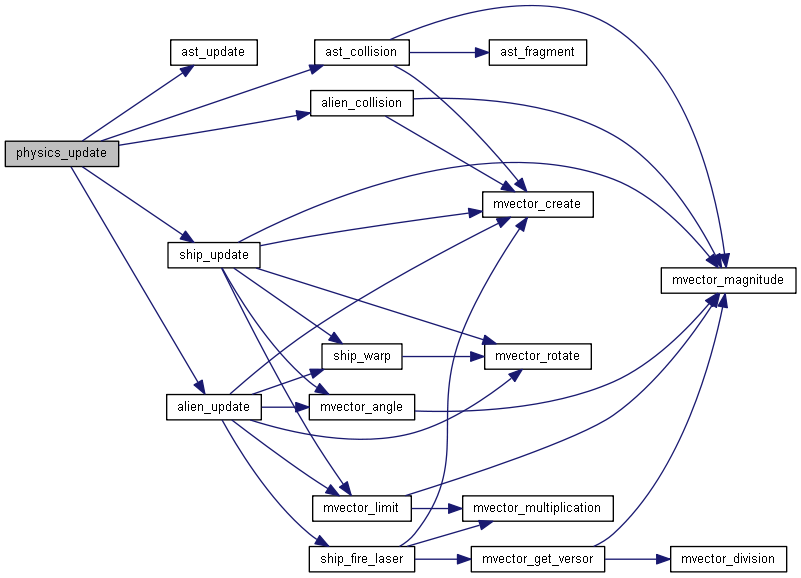 ast_update
ast_collision
ast_fragment
alien_collision
physics_update
mvector_create
ship_update
mvector_magnitude
ship_warp
mvector_rotate
alien_update
mvector_angle
mvector_limit
mvector_multiplication
ship_fire_laser
mvector_get_versor
mvector_division